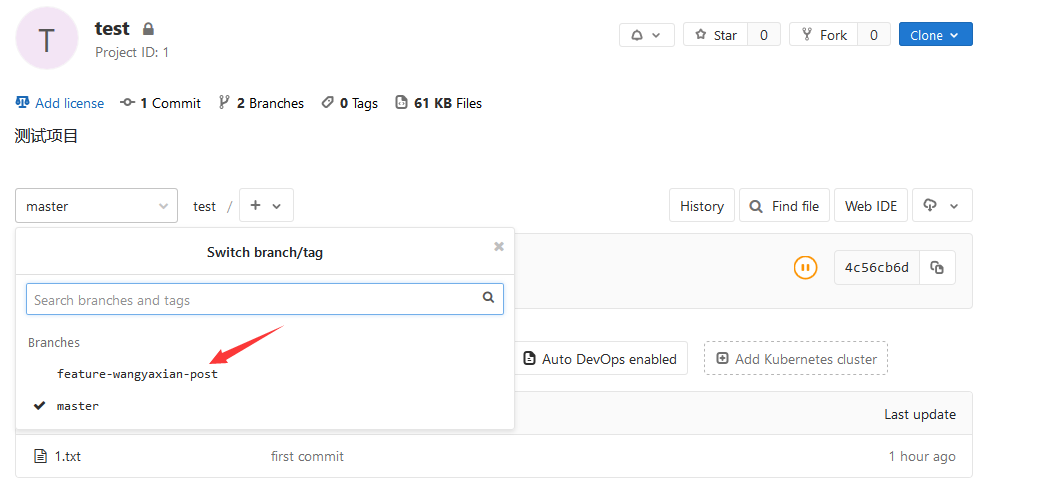 T
test
Project ID: 1
Star 0
Fork 0
Clone
Add license
1 Commit
2 Branches
0 Tags
61 KB Files
测试项目
master
test /
+
History
Find file
Web IDE
Switch branch/tag
4c56cb6d
Search branches and tags
Branches
Auto DevOps enabled
Add Kubernetes cluster
feature-wangyaxian-post
master
Last update
1.txt
first commit
1 hour ago